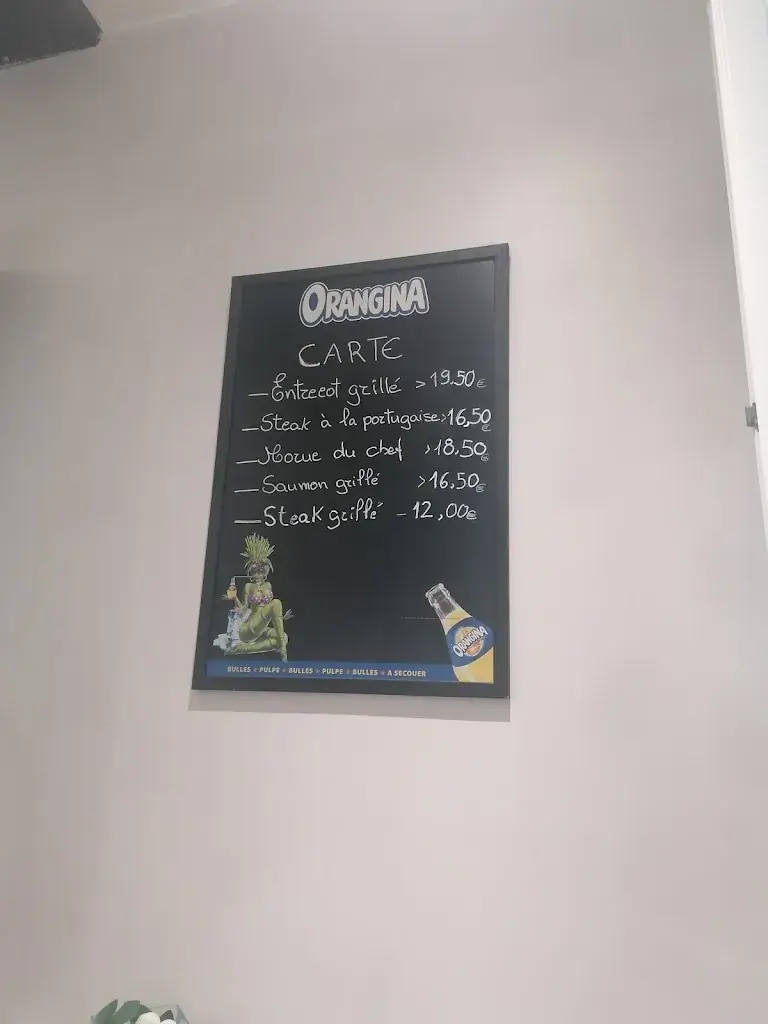 ORANGINA
CARTE
— Entrecot grillé > 19.50€
— Steak à la portugaise > 16,50€
— Morue du chef > 18.50€
— Saumon grillé > 16.50€
— Steak grillé – 12,00€
ORANGINA
BULLES ★ PULPE ★ BULLES ★ PULPE ★ BULLES ★ A SECOUER